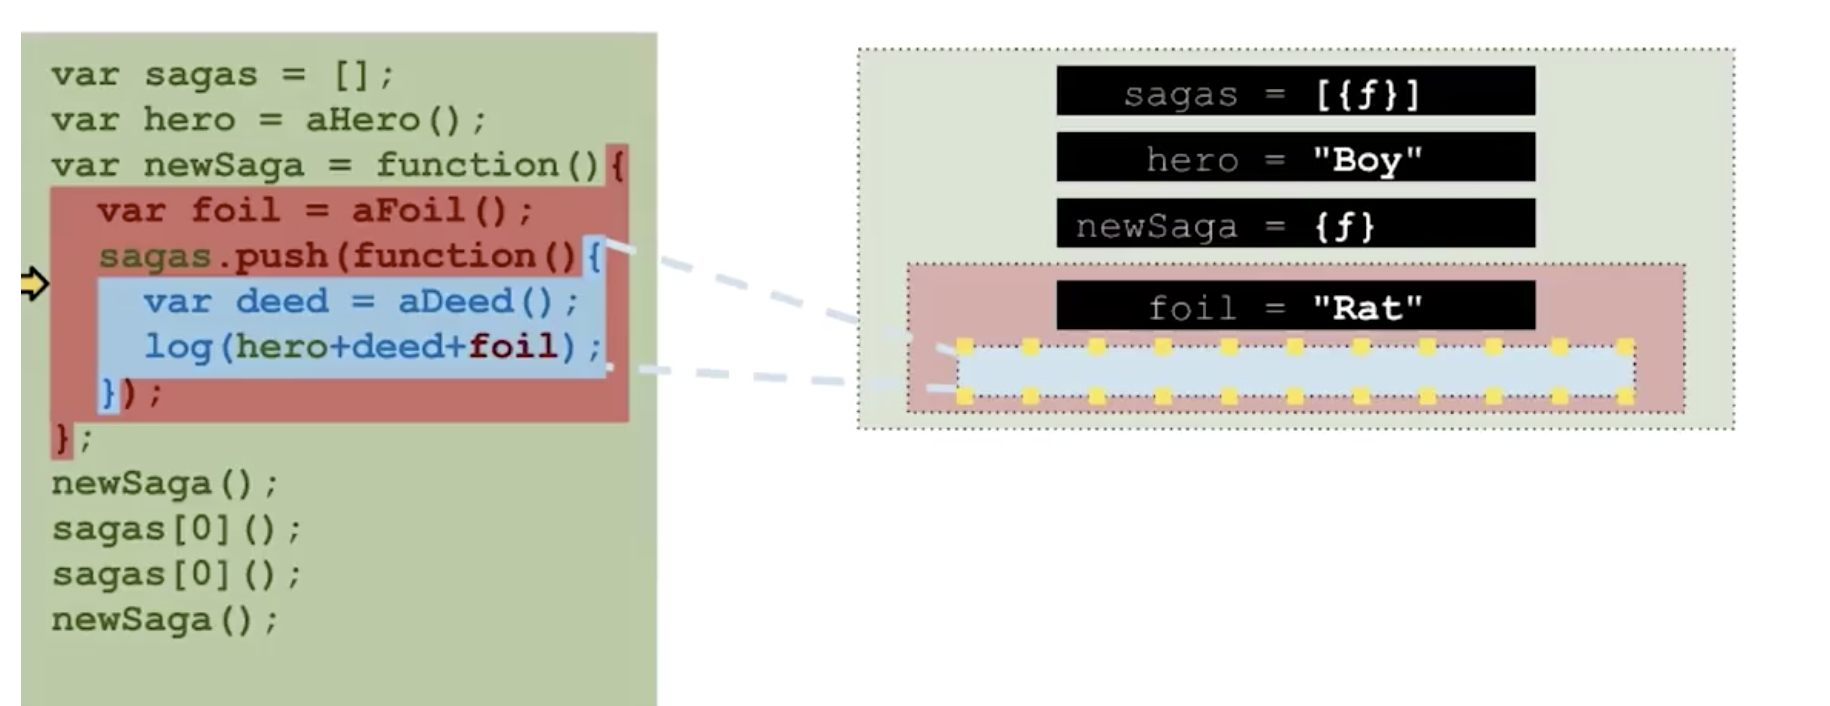 var sagas = [];
var hero = aHero();
var newSaga = function(){
var foil = aFoil();
sagas.push(function(){
var deed = aDeed();
log(hero+deed+foil);
});
};
newSaga();
sagas[0]();
sagas[0]();
newSaga();
sagas = [{ƒ}]
hero = "Boy"
newSaga = {ƒ}
foil = "Rat"